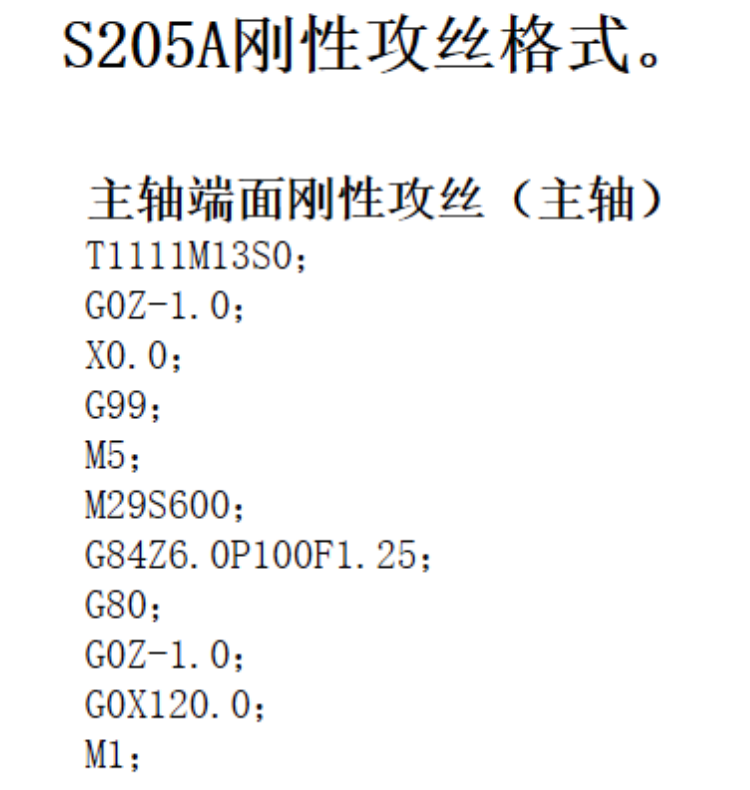 S205A刚性攻丝格式。
主轴端面刚性攻丝（主轴）
T1111M13S0；
G0Z-1.0；
X0.0；
G99；
M5；
M29S600；
G84Z6.0P100F1.25；
G80；
G0Z-1.0；
G0X120.0；
M1；